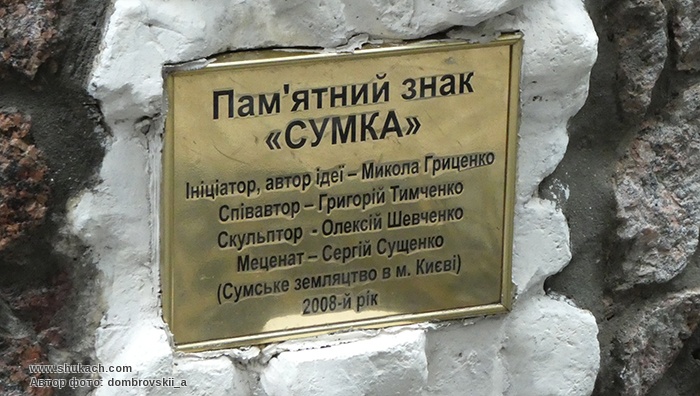 Пам'ятний знак
«СУМКА»
Ініціатор, автор ідеї – Микола Гриценко
Співавтор – Григорій Тимченко
Скульптор - Олексій Шевченко
Меценат – Сергій Сущенко
(Сумське земляцтво в м. Києві)
2008-й рік
www.shukach.com
Автор фото: dombrovskii_a